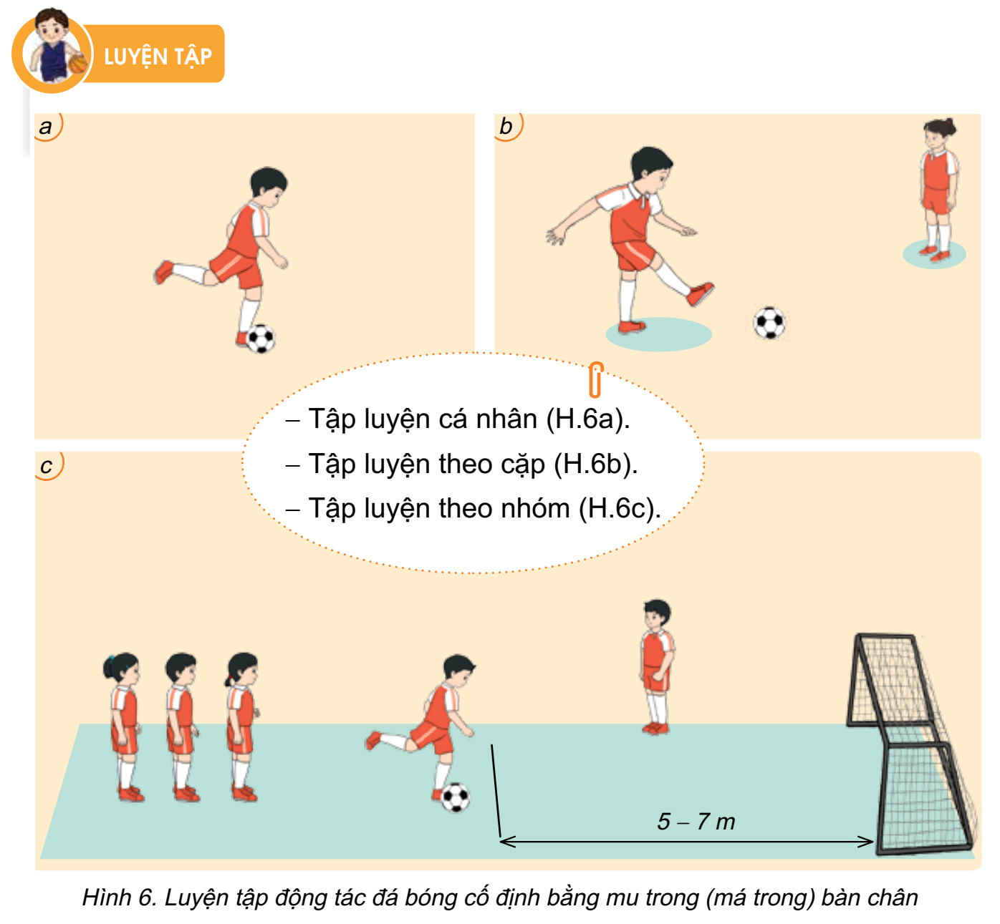 LUYỆN TẬP
a
b
– Tập luyện cá nhân (H.6a).
– Tập luyện theo cặp (H.6b).
– Tập luyện theo nhóm (H.6c).
c
5 – 7 m
Hình 6. Luyện tập động tác đá bóng cố định bằng mu trong (má trong) bàn chân